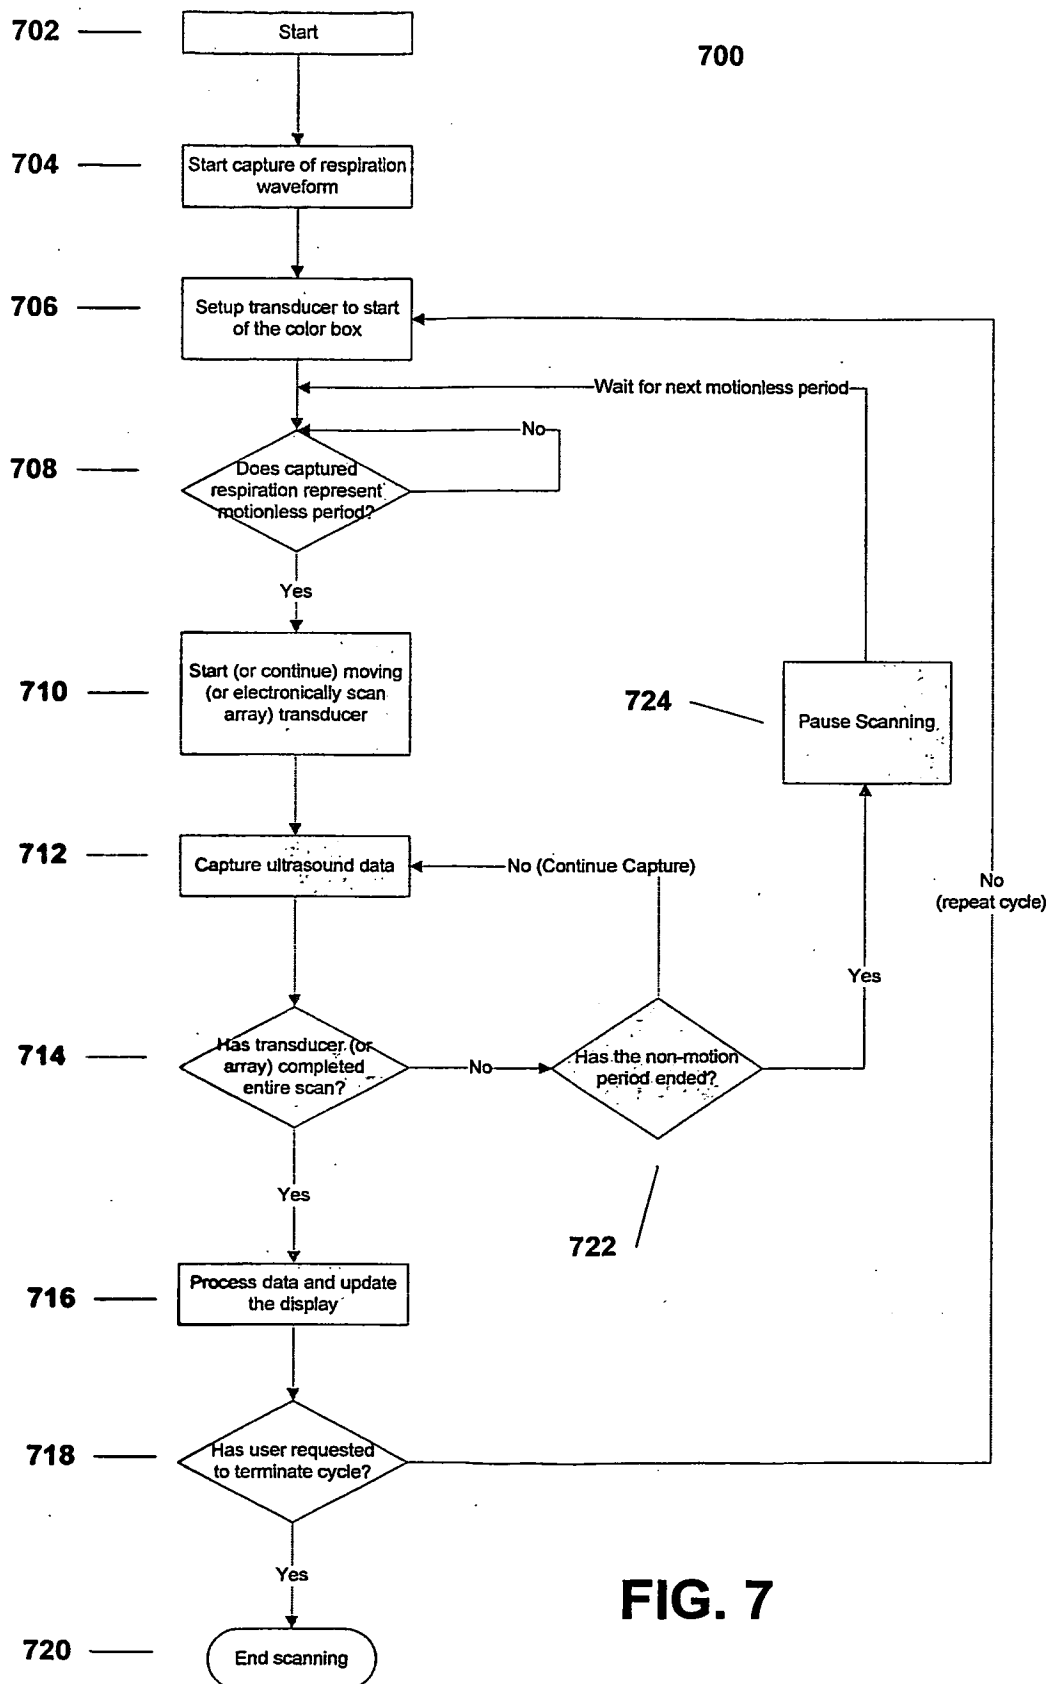 702
Start
700
704
Start capture of respiration
waveform
706
Setup transducer to start
of the color box
Wait for next motionless period
No
708
Does captured
respiration represent
motionless period?
Yes
710
Start (or continue) moving
(or electronically scan
array) transducer
724
Pause Scanning
712
Capture ultrasound data
No (Continue Capture)
No
(repeat cycle)
Yes
714
Has transducer (or
array) completed
entire scan?
No
Has the non-motion
period ended?
Yes
722
716
Process data and update
the display
718
Has user requested
to terminate cycle?
Yes
FIG. 7
720
End scanning